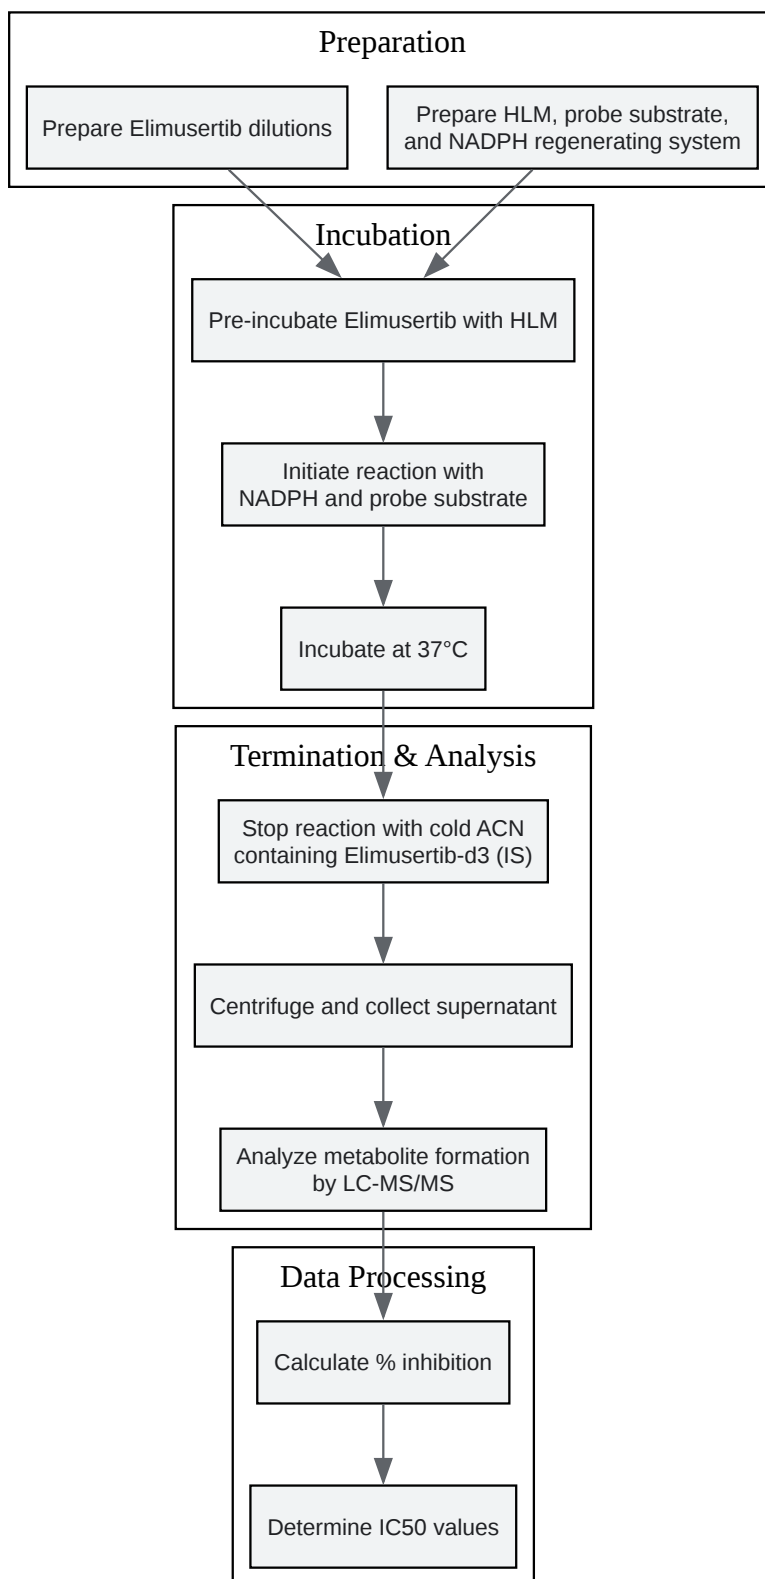 Preparation
Prepare Elimusertib dilutions
Prepare HLM, probe substrate,
and NADPH regenerating system
Incubation
Pre-incubate Elimusertib with HLM
Initiate reaction with
NADPH and probe substrate
Incubate at 37°C
Termination & Analysis
Stop reaction with cold ACN
containing Elimusertib-d3 (IS)
Centrifuge and collect supernatant
Analyze metabolite formation
by LC-MS/MS
Data Processing
Calculate % inhibition
Determine IC50 values